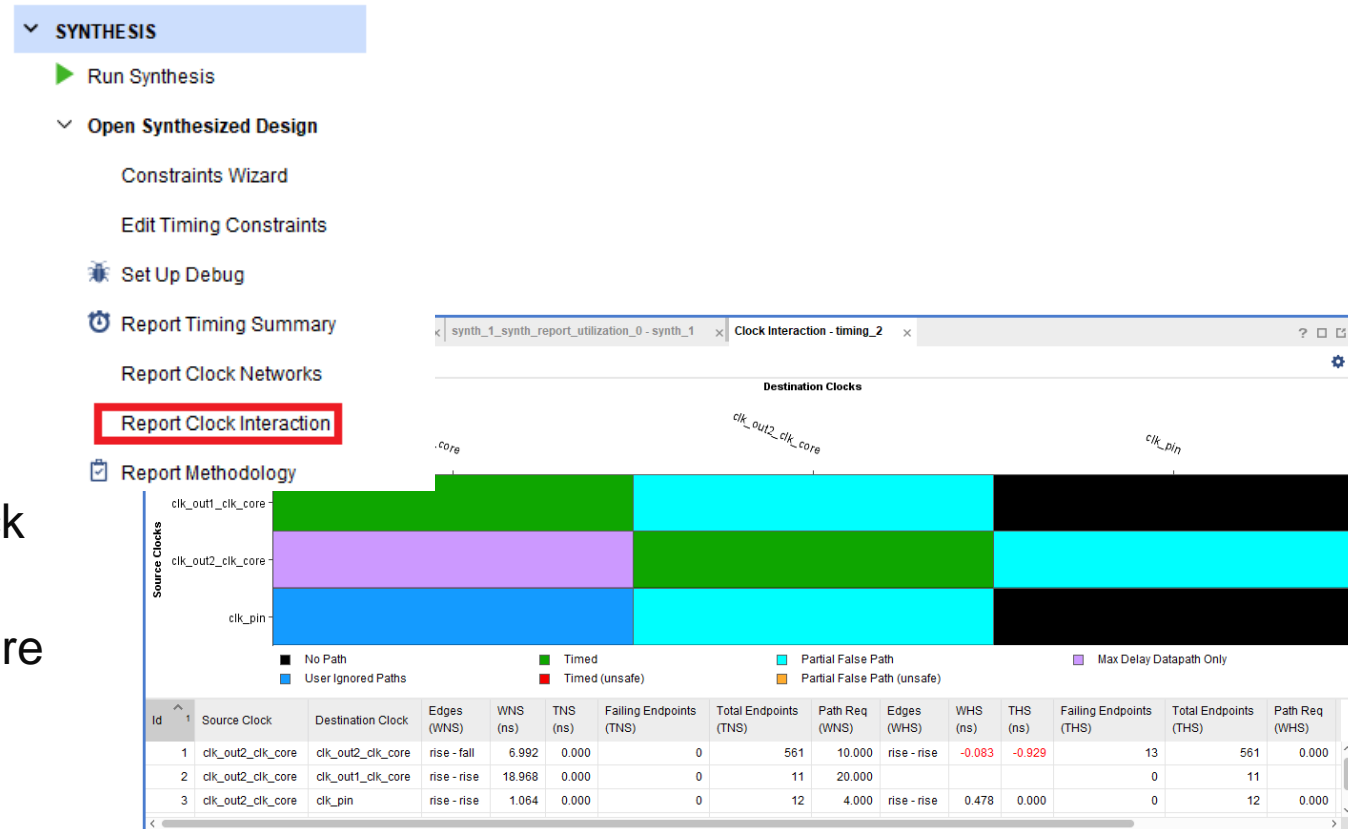 SYNTHESIS
Run Synthesis
Open Synthesized Design
Constraints Wizard
Edit Timing Constraints
Set Up Debug
Report Timing Summary
Report Clock Networks
Report Clock Interaction
Report Methodology
k
re
synth_1_synth_report_utilization_0 - synth_1 × Clock Interaction - timing_2 × ?
Destination Clocks
.core clk_out2_clk_core clk_pin
Source Clocks
clk_out1_clk_core
clk_out2_clk_core
clk_pin
No Path Timed Partial False Path Max Delay Datapath Only
User Ignored Paths Timed (unsafe) Partial False Path (unsafe)
Id 1 Source Clock Destination Clock Edges (WNS) WNS (ns) TNS (ns) Failing Endpoints (TNS) Total Endpoints (TNS) Path Req (WNS) Edges (WHS) WHS (ns) THS (ns) Failing Endpoints (THS) Total Endpoints (THS) Path Req (WHS)
1 clk_out2_clk_core clk_out2_clk_core rise - fall 6.992 0.000 0 561 10.000 rise - rise -0.083 -0.929 13 561 0.000
2 clk_out2_clk_core clk_out1_clk_core rise - rise 18.968 0.000 0 11 20.000 0 11
3 clk_out2_clk_core clk_pin rise - rise 1.064 0.000 0 12 4.000 rise - rise 0.478 0.000 0 12 0.000